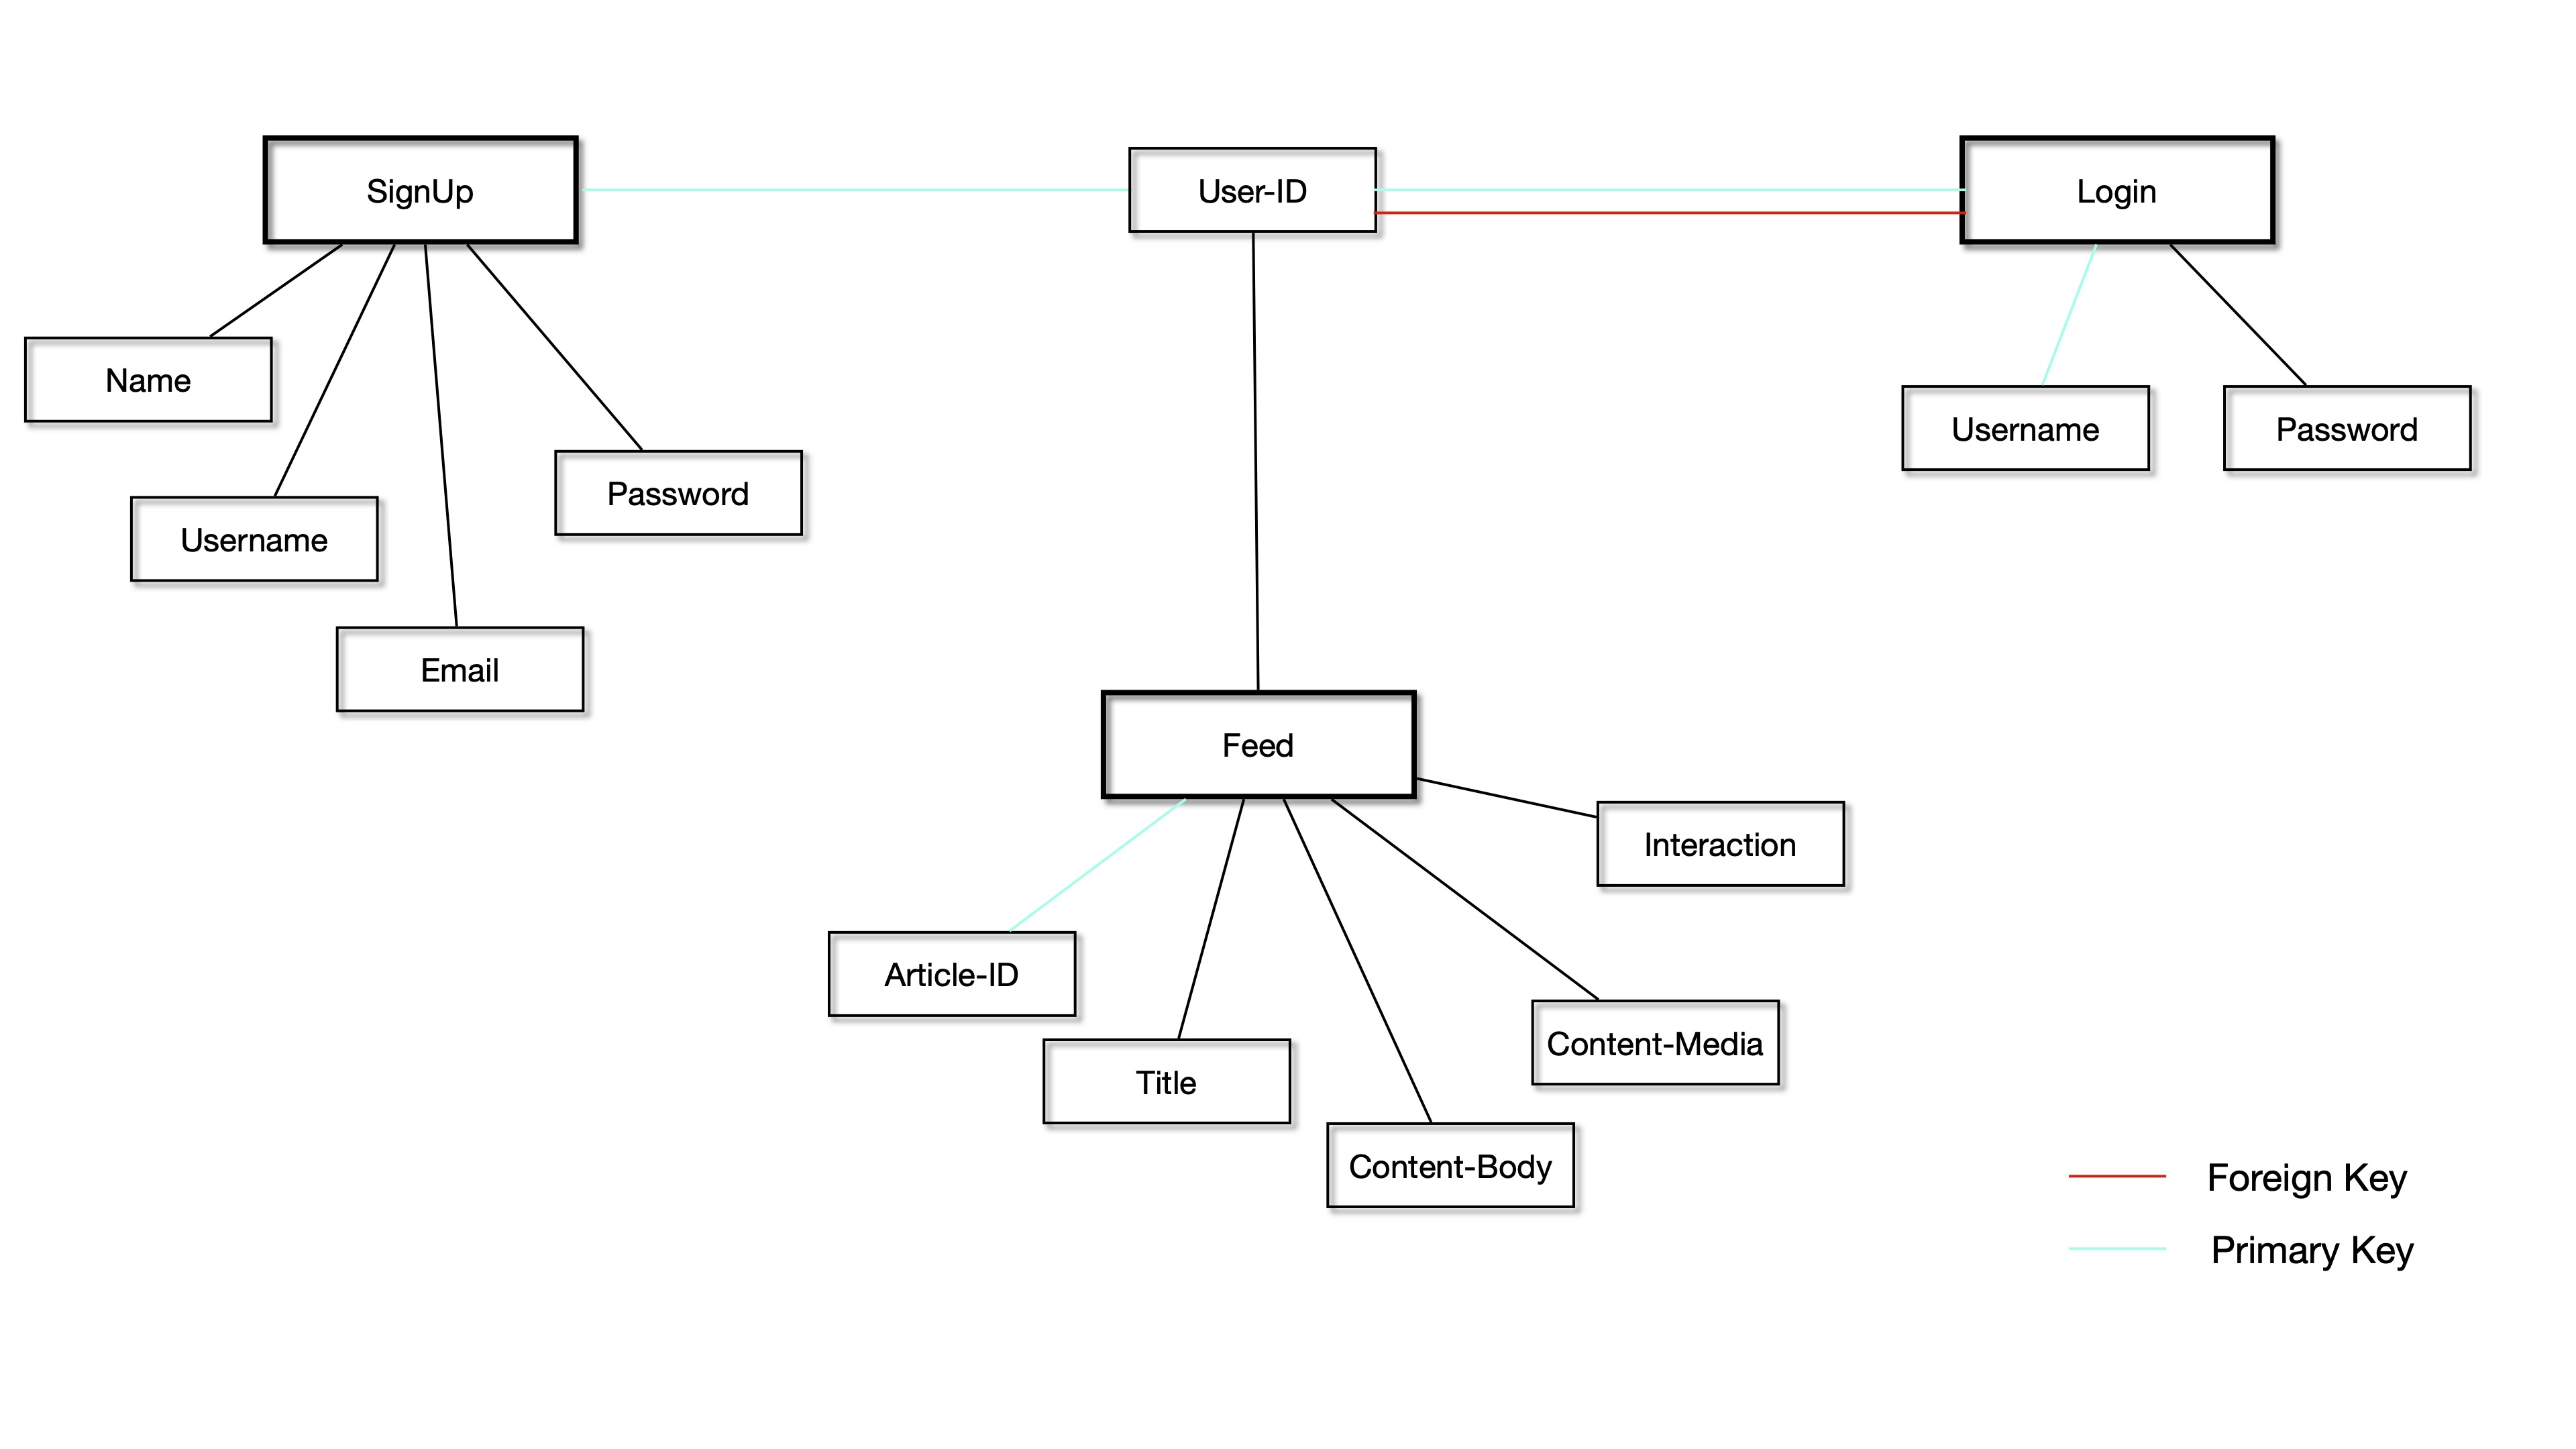 SignUp
User-ID
Login
Name
Username
Password
Username
Password
Email
Feed
Interaction
Article-ID
Content-Media
Title
Content-Body
Foreign Key
Primary Key